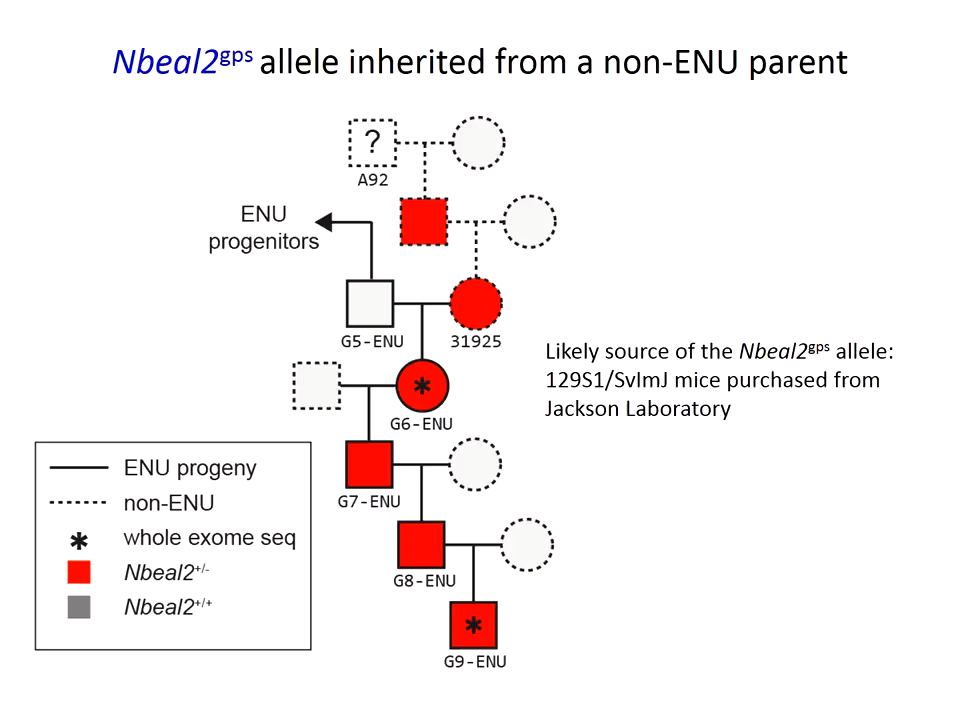 Nbeal2gps allele inherited from a non-ENU parent
?
A92
ENU
progenitors
G5-ENU
31925
Likely source of the Nbeal2gps allele:
129S1/SvImJ mice purchased from
Jackson Laboratory
*
G6-ENU
G7-ENU
ENU progeny
non-ENU
* whole exome seq
Nbeal2+/-
Nbeal2+/+
G8-ENU
*
G9-ENU